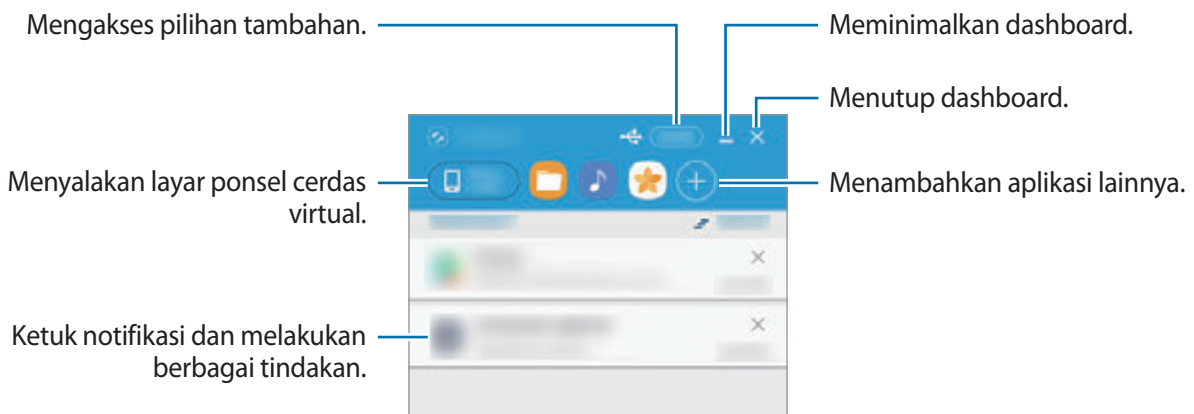 Mengakses pilihan tambahan.
Meminimalkan dashboard.
Menutup dashboard.
Menyalakan layar ponsel cerdas
virtual.
Menambahkan aplikasi lainnya.
Ketuk notifikasi dan melakukan
berbagai tindakan.